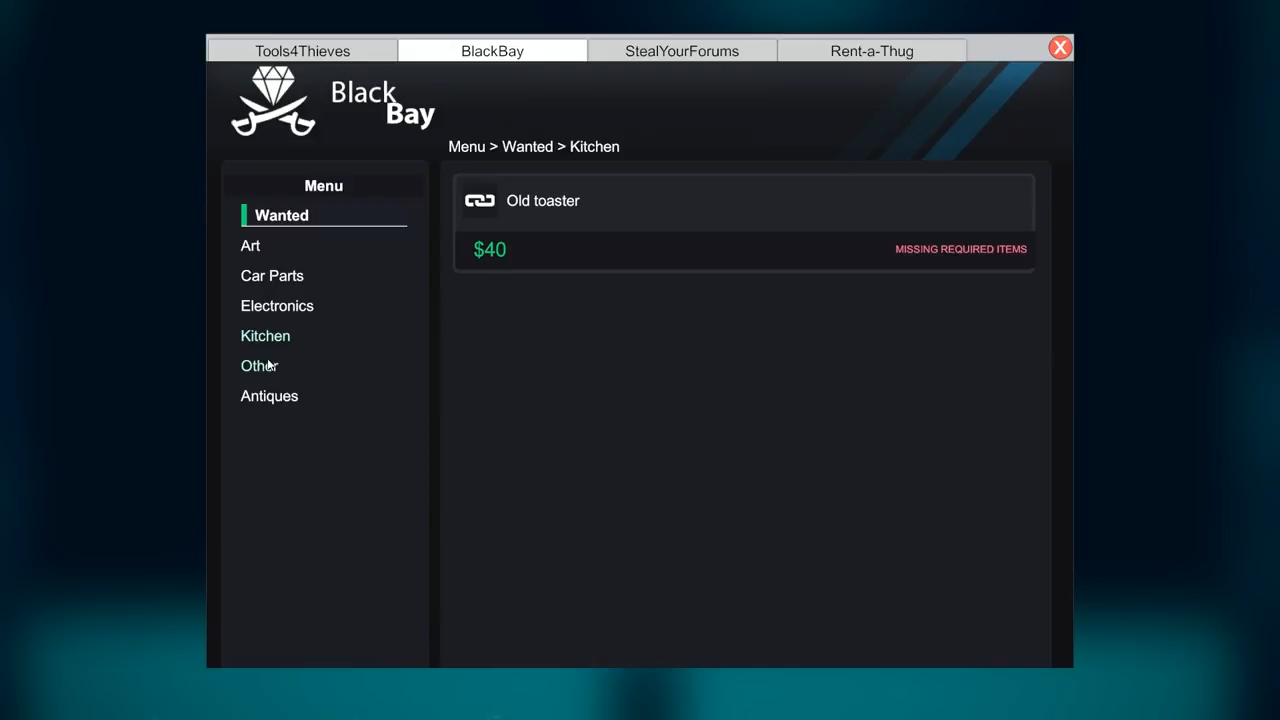 Tools4Thieves
BlackBay
StealYourForums
Rent-a-Thug
X
Black
Bay
Menu > Wanted > Kitchen
Menu
Wanted
Art
Car Parts
Electronics
Kitchen
Other
Antiques
Old toaster
$40
MISSING REQUIRED ITEMS